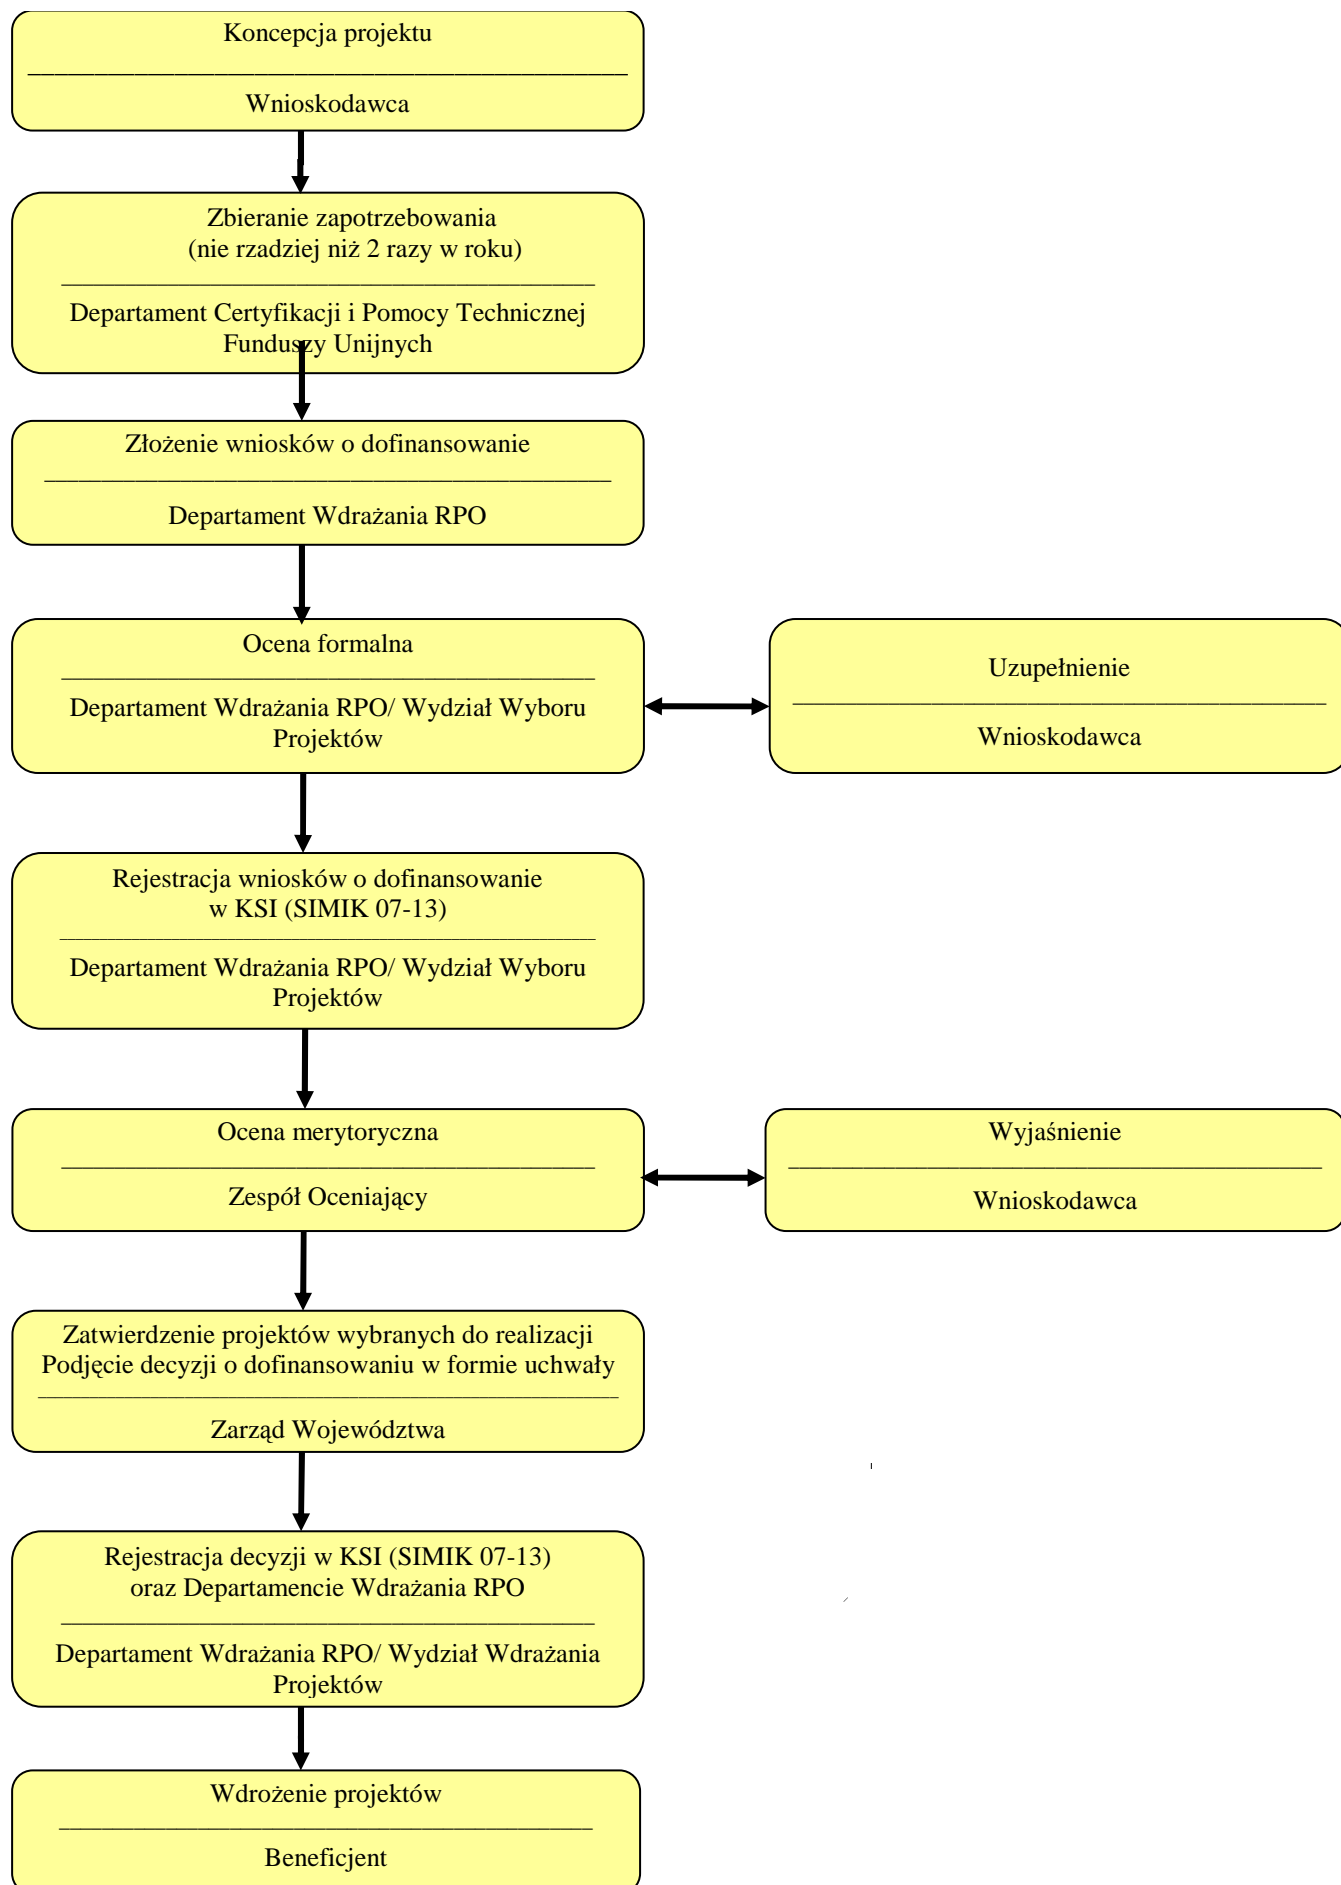 Koncepcja projektu
Wnioskodawca
Zbieranie zapotrzebowania
(nie rzadziej niż 2 razy w roku)
Departament Certyfikacji i Pomocy Technicznej
Funduszy Unijnych
Złożenie wniosków o dofinansowanie
Departament Wdrażania RPO
Ocena formalna
Departament Wdrażania RPO/ Wydział Wyboru
Projektów
Uzupełnienie
Wnioskodawca
Rejestracja wniosków o dofinansowanie
w KSI (SIMIK 07-13)
Departament Wdrażania RPO/ Wydział Wyboru
Projektów
Ocena merytoryczna
Zespół Oceniający
Wyjaśnienie
Wnioskodawca
Zatwierdzenie projektów wybranych do realizacji
Podjęcie decyzji o dofinansowaniu w formie uchwały
Zarząd Województwa
Rejestracja decyzji w KSI (SIMIK 07-13)
oraz Departamencie Wdrażania RPO
Departament Wdrażania RPO/ Wydział Wdrażania
Projektów
Wdrożenie projektów
Beneficjent